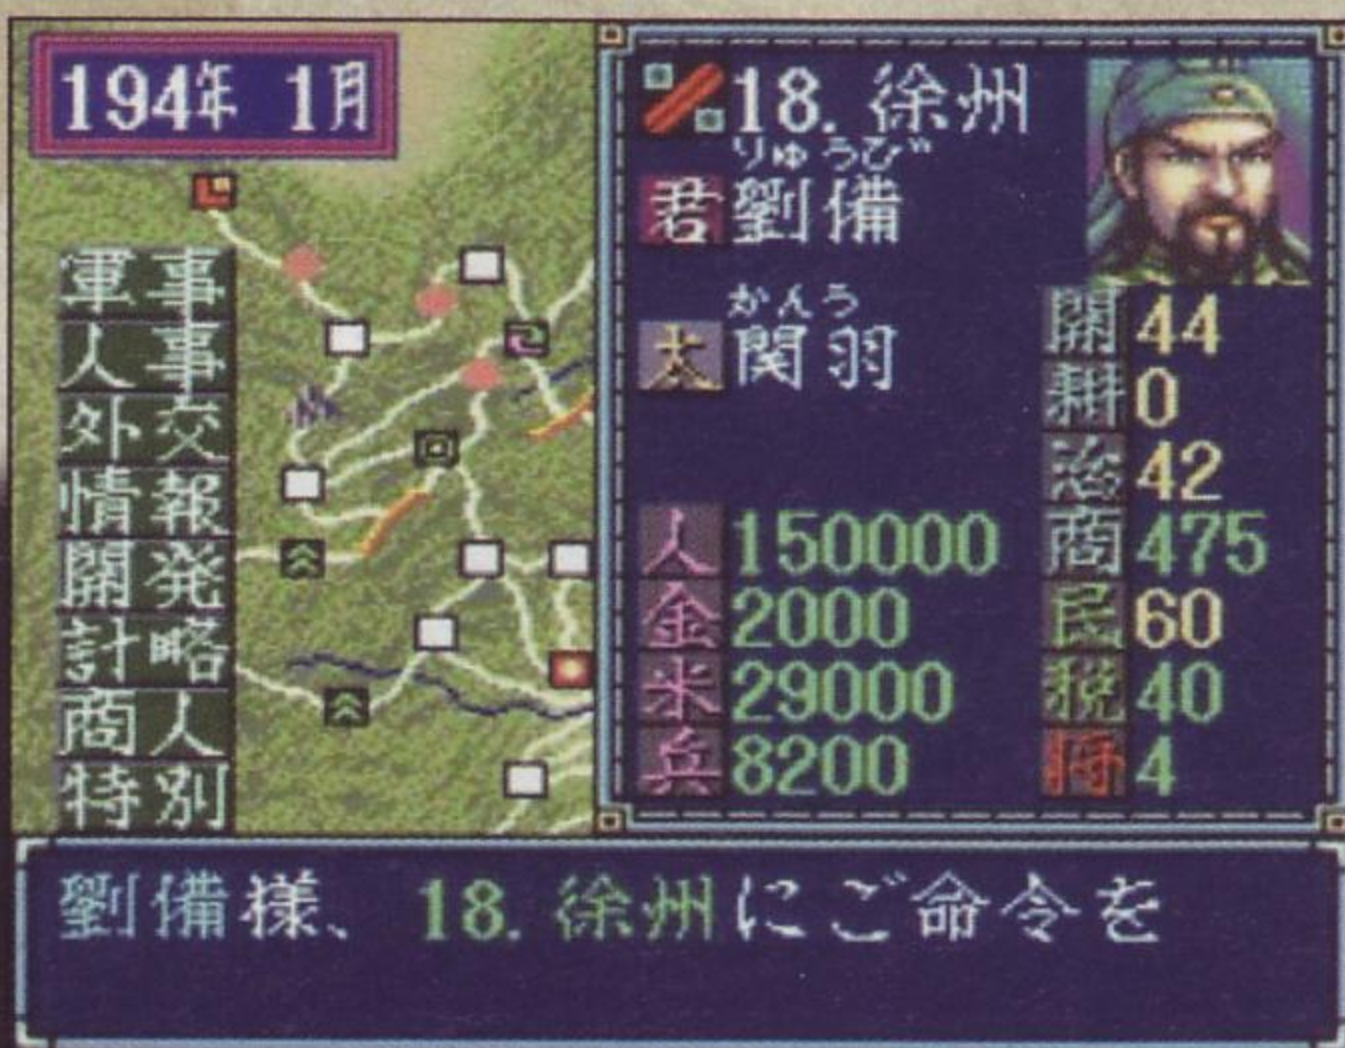 194年 1月
軍事
人事
外交
情報
開発
計略
商人
特別
18. 徐州
りゅうび
君 劉備
かんう
太 関羽
開 44
耕 0
治 42
人 150000 商 475
金 2000 民 60
米 29000 税 40
兵 8200 将 4
劉備様、 18. 徐州にご命令を